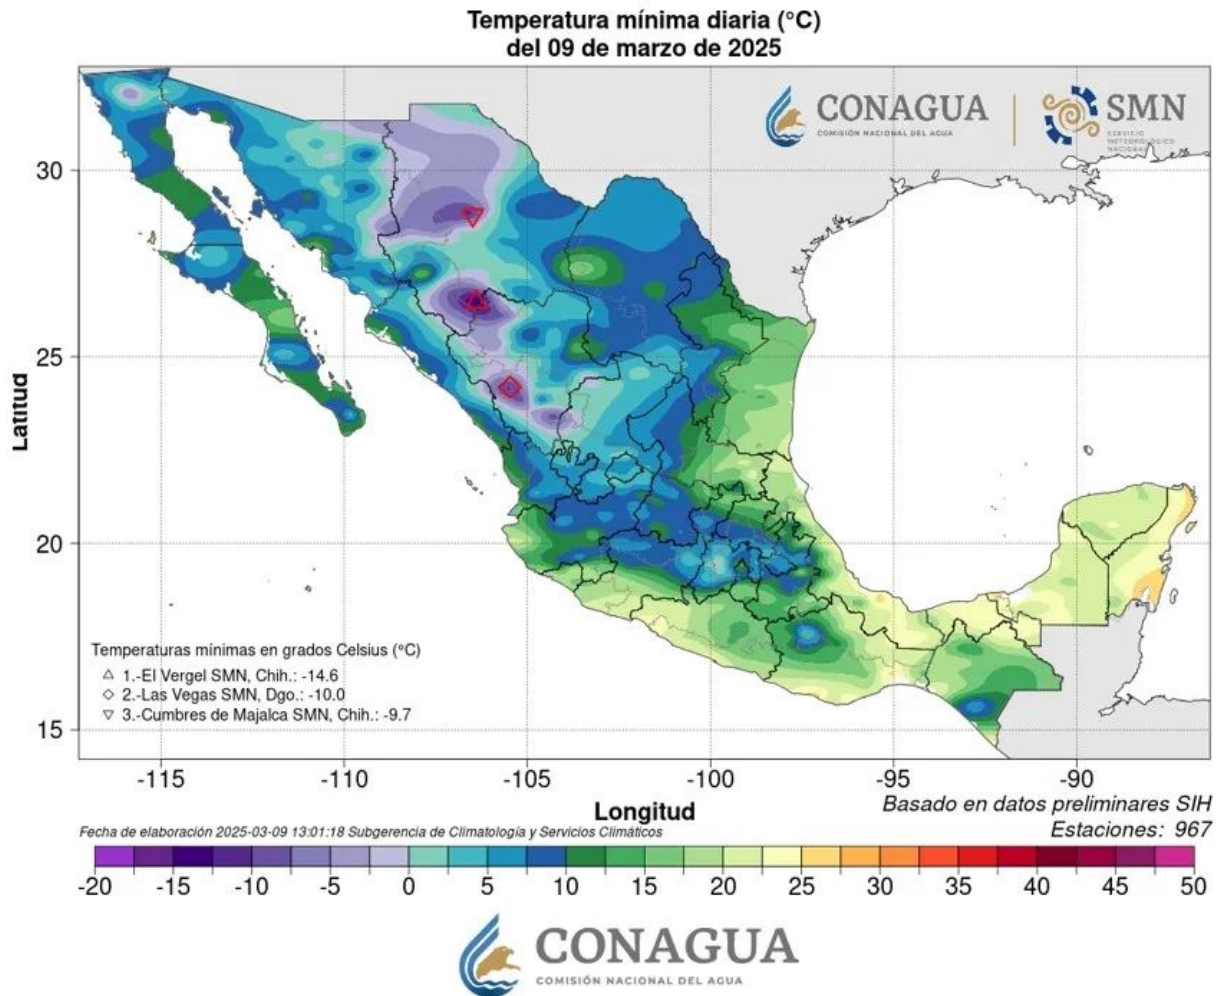 Temperatura mínima diaria (°C)
del 09 de marzo de 2025
CONAGUA
COMISIÓN NACIONAL DEL AGUA
SMN
SERVICIO
METEOROLÓGICO
NACIONAL
30
25
20
15
Latitud
Temperaturas mínimas en grados Celsius (°C)
1.-El Vergel SMN, Chih.: -14.6
2.-Las Vegas SMN, Dgo.: -10.0
3.-Cumbres de Majalca SMN, Chih.: -9.7
-115 -110 -105 -100 -95 -90
Longitud
Basado en datos preliminares SIH
Estaciones: 967
Fecha de elaboración 2025-03-09 13:01:18 Subgerencia de Climatología y Servicios Climáticos
-20 -15 -10 -5 0 5 10 15 20 25 30 35 40 45 50
CONAGUA
COMISIÓN NACIONAL DEL AGUA